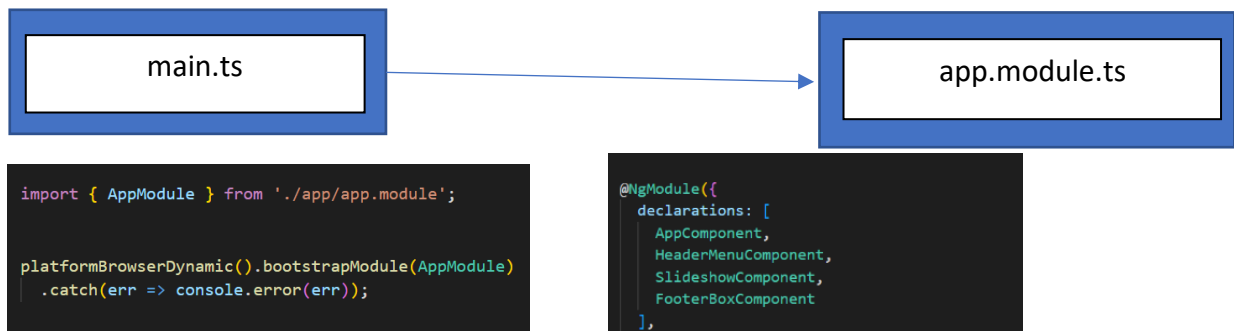 main.ts
app.module.ts
import { AppModule } from './app/app.module';
platformBrowserDynamic().bootstrapModule(AppModule)
  .catch(err => console.error(err));
@NgModule({
  declarations: [
    AppComponent,
    HeaderMenuComponent,
    SlideshowComponent,
    FooterBoxComponent
  ],